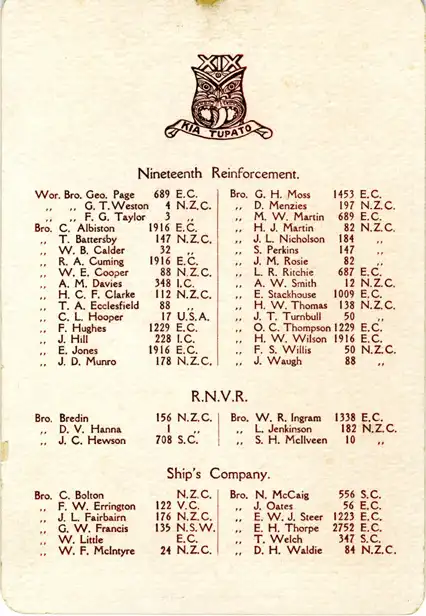 XIX
KIA TUPATO
Nineteenth Reinforcement.
Wor. Bro. Geo. Page 689 E.C.
,, ,, G. T. Weston 4 N.Z.C.
,, ,, F. G. Taylor 3 ,,
Bro. C. Albiston 1916 E.C.
,, T. Battersby 147 N.Z.C.
,, W. B. Calder 32 ,,
,, R. A. Cuming 1916 E.C.
,, W. E. Cooper 88 N.Z.C.
,, A. M. Davies 348 I.C.
,, H. C. F. Clarke 112 N.Z.C.
,, T. A. Ecclesfield 88 ,,
,, C. L. Hooper 17 U.S.A.
,, F. Hughes 1229 E.C.
,, J. Hill 228 I.C.
,, E. Jones 1916 E.C.
,, J. D. Munro 178 N.Z.C.
Bro. G. H. Moss 1453 E.C.
,, D. Menzies 197 N.Z.C.
,, M. W. Martin 689 E.C.
,, H. J. Martin 82 N.Z.C.
,, J. L. Nicholson 184 ,,
,, S. Perkins 147 ,,
,, J. M. Rosie 82 ,,
,, L. R. Ritchie 687 E.C.
,, A. W. Smith 12 N.Z.C.
,, E. Stackhouse 1009 E.C.
,, H. W. Thomas 138 N.Z.C.
,, J. T. Turnbull 50 ,,
,, O. C. Thompson 1229 E.C.
,, H. W. Wilson 1916 E.C.
,, F. S. Willis 50 N.Z.C.
,, J. Waugh 88 ,,
R.N.V.R.
Bro. Bredin 156 N.Z.C.
,, D. V. Hanna 1 ,,
,, J. C. Hewson 708 S.C.
Bro. W. R. Ingram 1338 E.C.
,, L. Jenkinson 182 N.Z.C.
,, S. H. McIlveen 10 ,,
Ship's Company.
Bro. C. Bolton N.Z.C.
,, F. W. Errington 122 V.C.
,, J. L. Fairbairn 176 N.Z.C.
,, G. W. Francis 135 N.S.W.
,, W. Little E.C.
,, W. F. McIntyre 24 N.Z.C.
Bro. N. McCaig 556 S.C.
,, J. Oates 56 E.C.
,, E. W. J. Steer 1223 E.C.
,, E. H. Thorpe 2752 E.C.
,, T. Welch 347 S.C.
,, D. H. Waldie 84 N.Z.C.